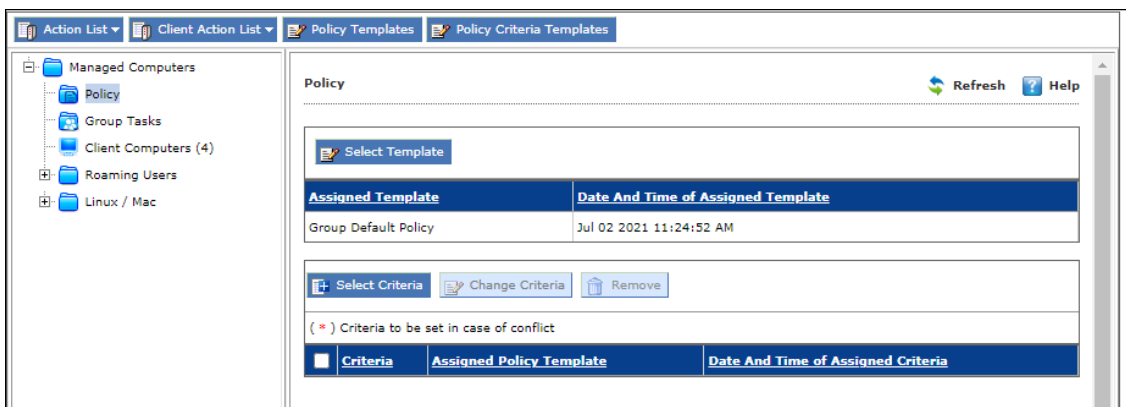 Action List Client Action List Policy Templates Policy Criteria Templates
Managed Computers
Policy
Group Tasks
Client Computers (4)
Roaming Users
Linux / Mac
Policy Refresh ? Help
Select Template
Assigned Template Date And Time of Assigned Template
Group Default Policy Jul 02 2021 11:24:52 AM
Select Criteria Change Criteria Remove
( * ) Criteria to be set in case of conflict
Criteria Assigned Policy Template Date And Time of Assigned Criteria